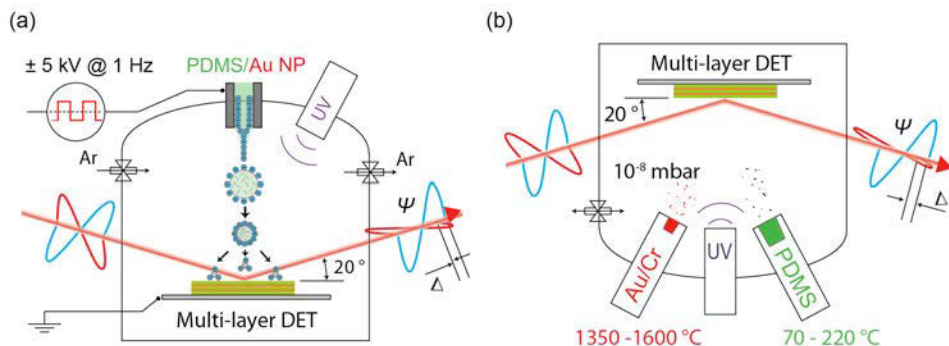 (a)
± 5 kV @ 1 Hz
PDMS/Au NP
UV
Ar
Ar
Ψ
20 °
Δ
Multi-layer DET
(b)
Multi-layer DET
20 °
Ψ
10⁻⁸ mbar
Δ
Au/Cr
UV
PDMS
1350 -1600 °C
70 - 220 °C